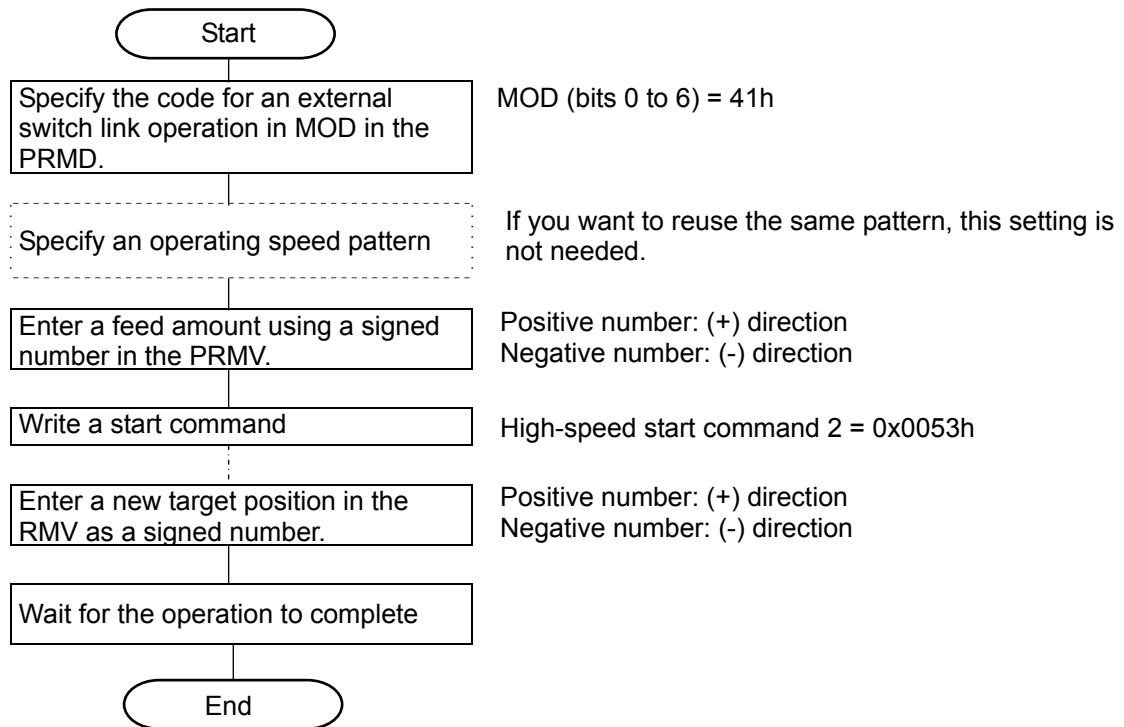 Start
Specify the code for an external
switch link operation in MOD in the
PRMD.
MOD (bits 0 to 6) = 41h
Specify an operating speed pattern
If you want to reuse the same pattern, this setting is
not needed.
Enter a feed amount using a signed
number in the PRMV.
Positive number: (+) direction
Negative number: (-) direction
Write a start command
High-speed start command 2 = 0x0053h
Enter a new target position in the
RMV as a signed number.
Positive number: (+) direction
Negative number: (-) direction
Wait for the operation to complete
End